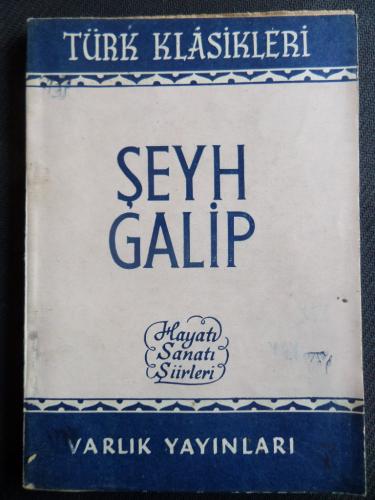 TÜRK KLÂSİKLERİ
ŞEYH
GALİP
Hayatı
Sanatı
Şiirleri
VARLIK YAYINLARI